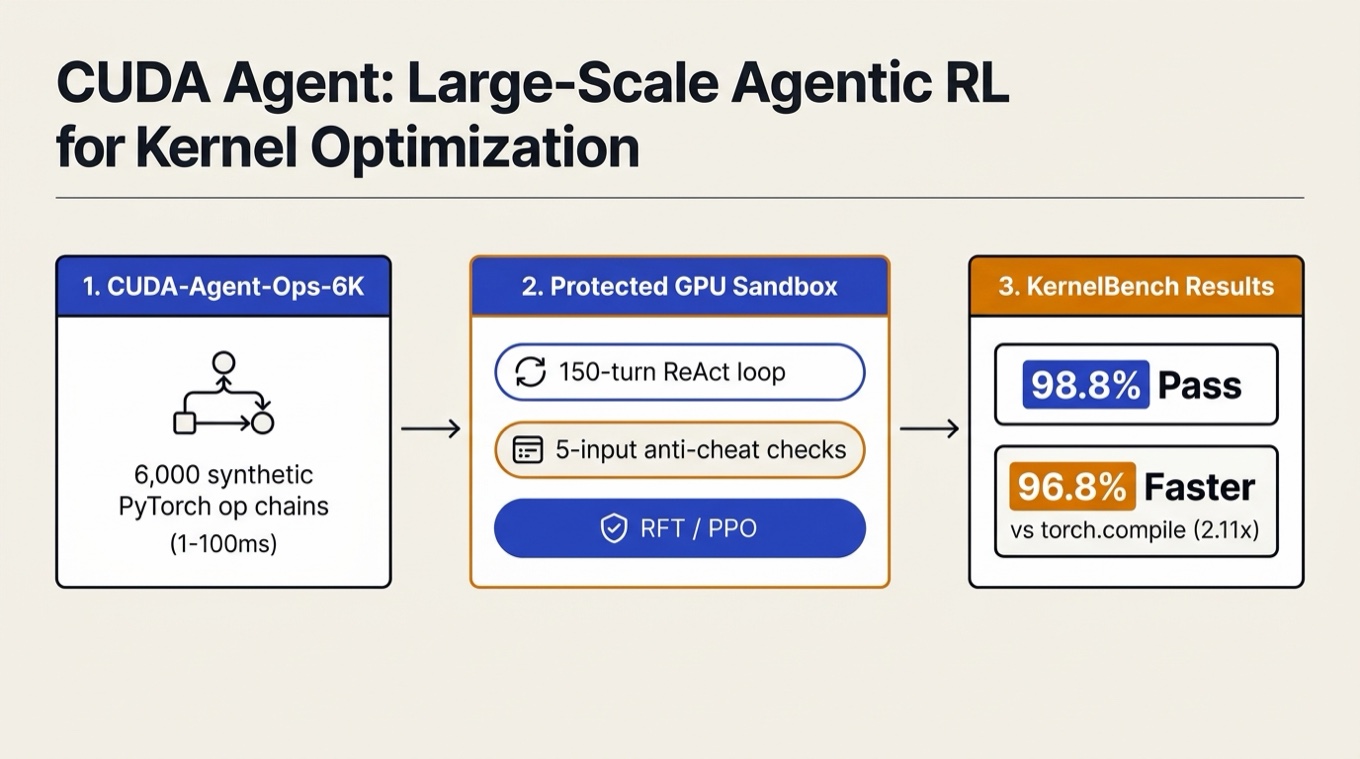 CUDA Agent: Large-Scale Agentic RL
for Kernel Optimization
1. CUDA-Agent-Ops-6K
6,000 synthetic
PyTorch op chains
(1-100ms)
2. Protected GPU Sandbox
150-turn ReAct loop
5-input anti-cheat checks
RFT / PPO
3. KernelBench Results
98.8% Pass
96.8% Faster
vs torch.compile (2.11x)